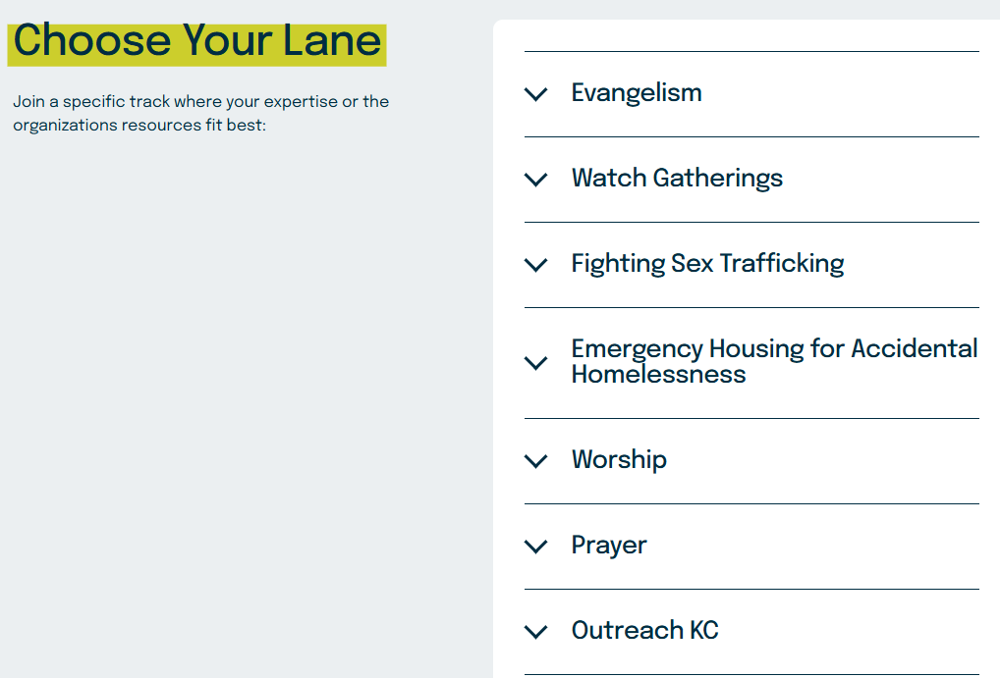 Choose Your Lane
Join a specific track where your expertise or the
organizations resources fit best:
Evangelism
Watch Gatherings
Fighting Sex Trafficking
Emergency Housing for Accidental
Homelessness
Worship
Prayer
Outreach KC